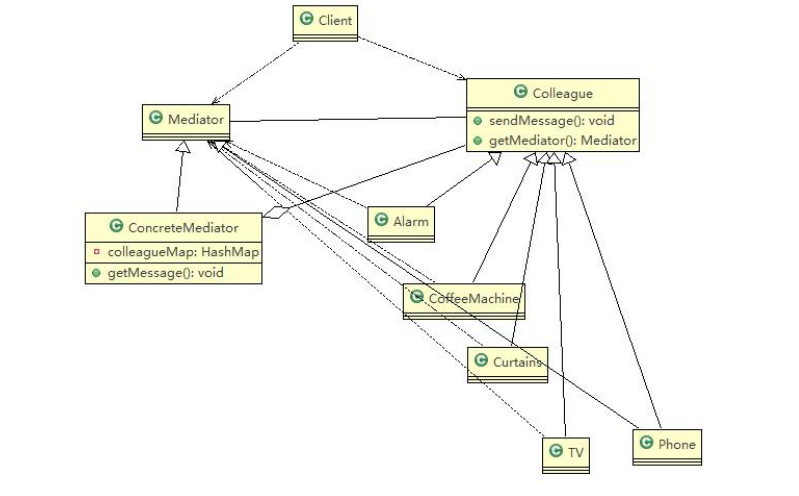 C Client
C Colleague
sendMessage(): void
getMediator(): Mediator
C Mediator
C ConcreteMediator
colleagueMap: HashMap
getMessage(): void
C Alarm
C CoffeeMachine
C Curtains
C TV
C Phone